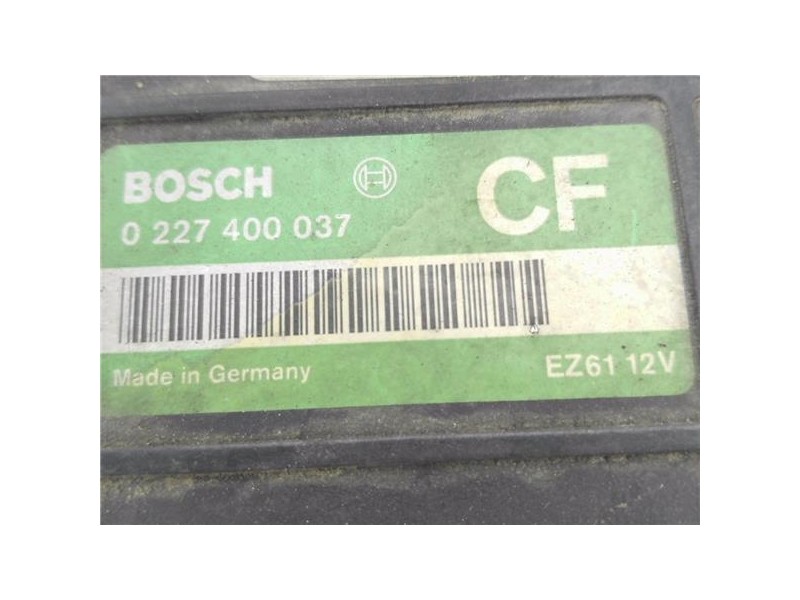 BOSCH CF
0 227 400 037
Made in Germany EZ61 12V